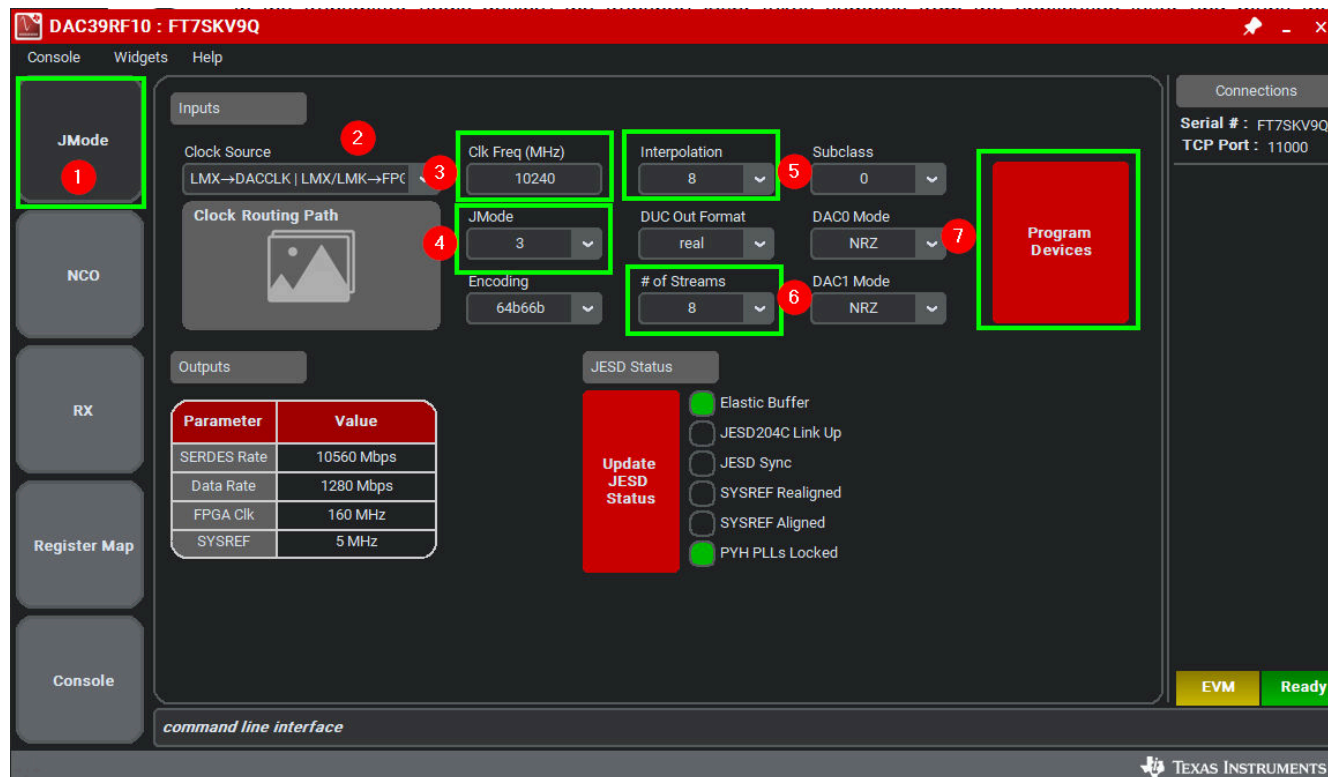 DAC39RF10 : FT7SKV9Q
Console Widgets Help
JMode
1
NCO
RX
Register Map
Console
Inputs
Clock Source
2
LMX→DACCLK | LMX/LMK→FPC
Clock Routing Path
3
Clk Freq (MHz)
10240
4
JMode
3
Encoding
64b66b
Interpolation
8
DUC Out Format
real
# of Streams
8
5
Subclass
0
DAC0 Mode
NRZ
6
DAC1 Mode
NRZ
7
Program
Devices
Outputs
Parameter Value
SERDES Rate 10560 Mbps
Data Rate 1280 Mbps
FPGA Clk 160 MHz
SYSREF 5 MHz
JESD Status
Update
JESD
Status
Elastic Buffer
JESD204C Link Up
JESD Sync
SYSREF Realigned
SYSREF Aligned
PYH PLLs Locked
command line interface
Connections
Serial # : FT7SKV9Q
TCP Port : 11000
EVM Ready
TEXAS INSTRUMENTS